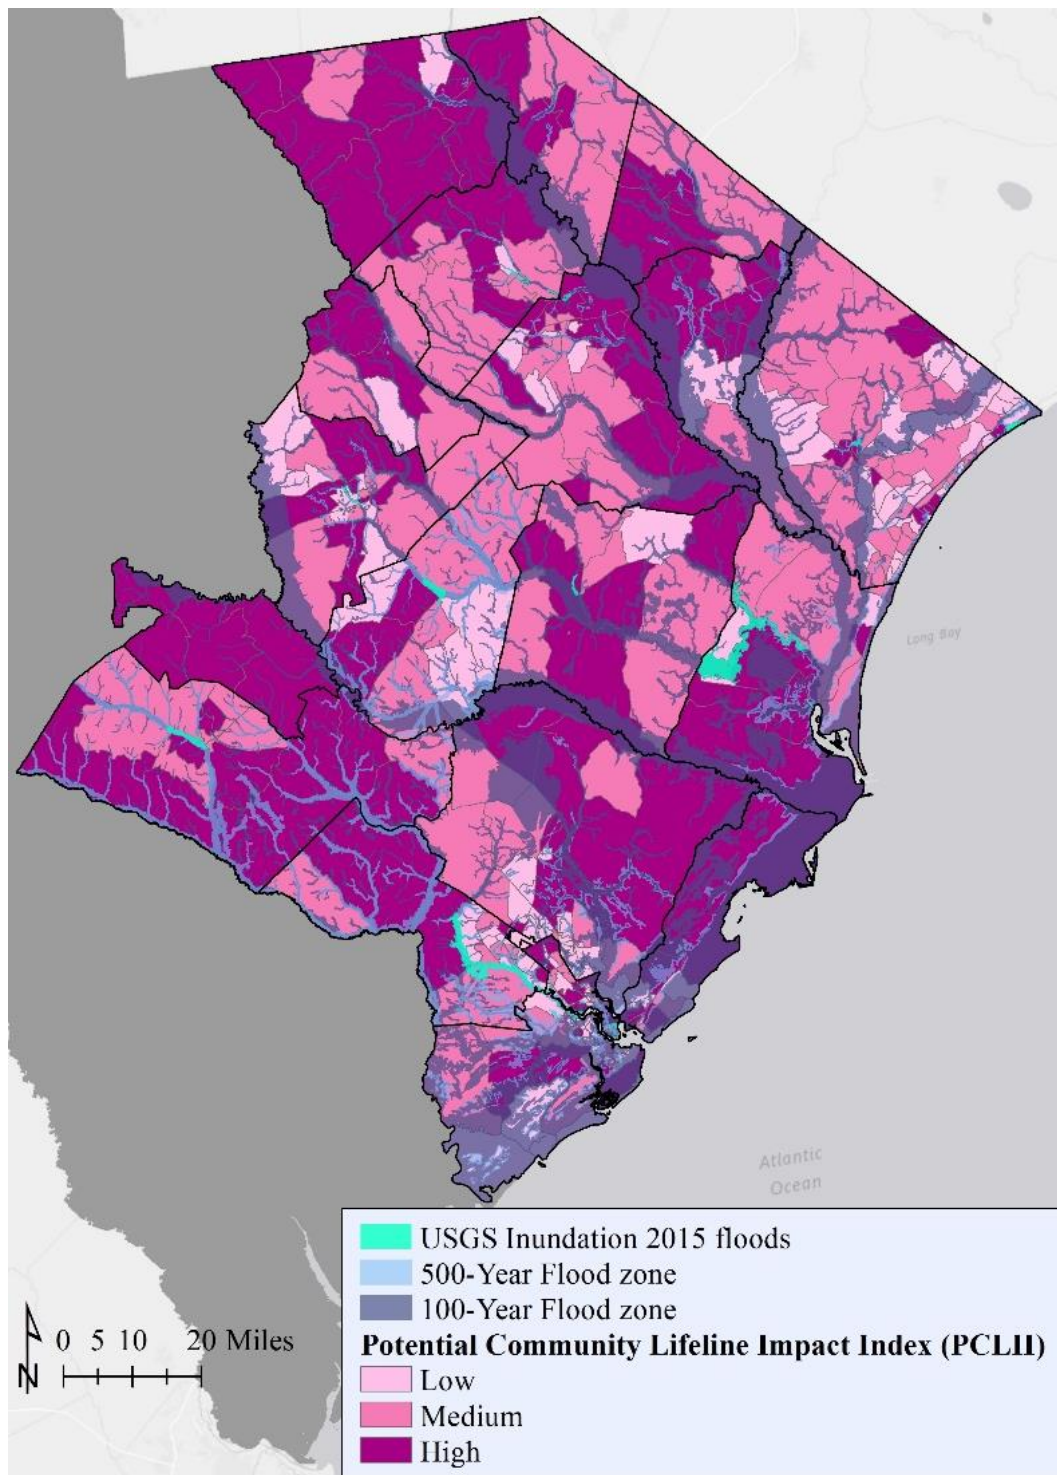 Long Bay
Atlantic
Ocean
USGS Inundation 2015 floods
500-Year Flood zone
100-Year Flood zone
Potential Community Lifeline Impact Index (PCLII)
Low
Medium
High
N
0 5 10 20 Miles